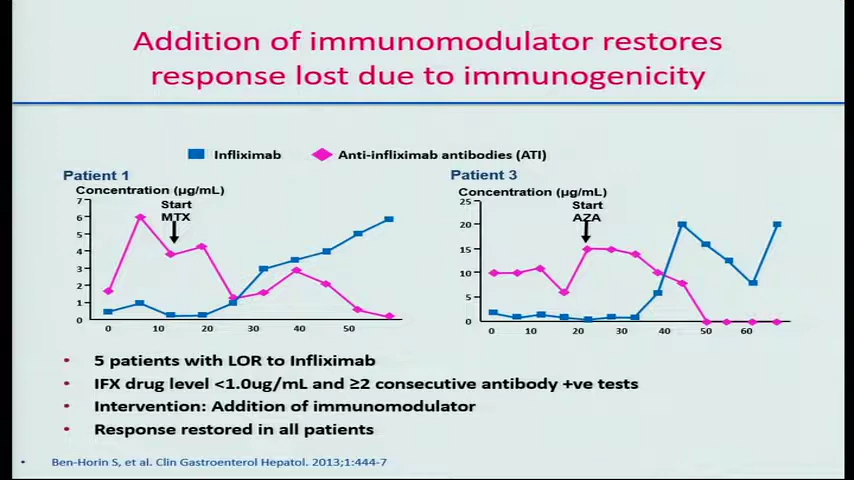 Addition of immunomodulator restores
response lost due to immunogenicity
Infliximab
Anti-infliximab antibodies (ATI)
Patient 1
Concentration (µg/mL)
Start
MTX
7
6
5
4
3
2
1
0
0 10 20 30 40 50
Patient 3
Concentration (µg/mL)
Start
AZA
25
20
15
10
5
0
0 10 20 30 40 50 60
• 5 patients with LOR to Infliximab
• IFX drug level <1.0ug/mL and ≥2 consecutive antibody +ve tests
• Intervention: Addition of immunomodulator
• Response restored in all patients
• Ben-Horin S, et al. Clin Gastroenterol Hepatol. 2013;1:444-7